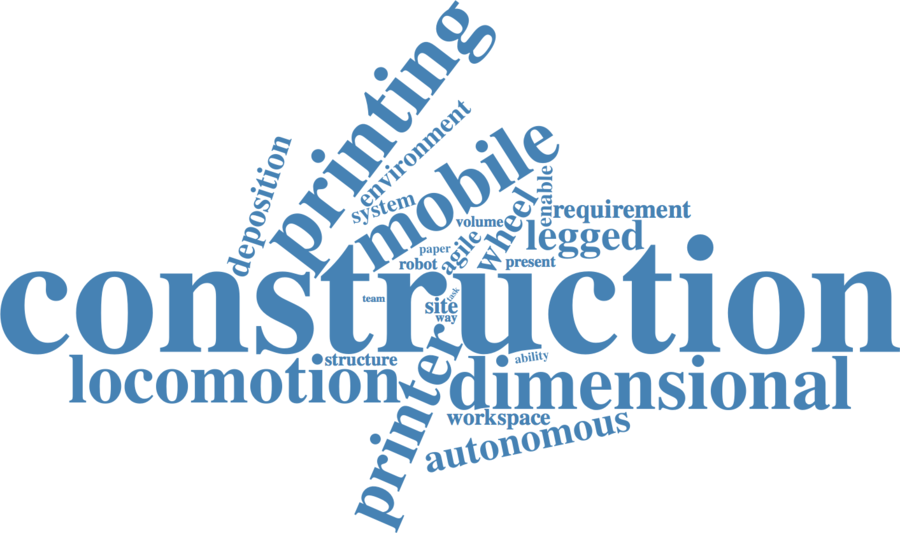 printing
environment
deposition
system
mobile
volume
wheel
enable
requirement
legged
paper
agile
robot
present
construction
team
task
site
way
structure
ability
locomotion
printer
dimensional
workspace
autonomous